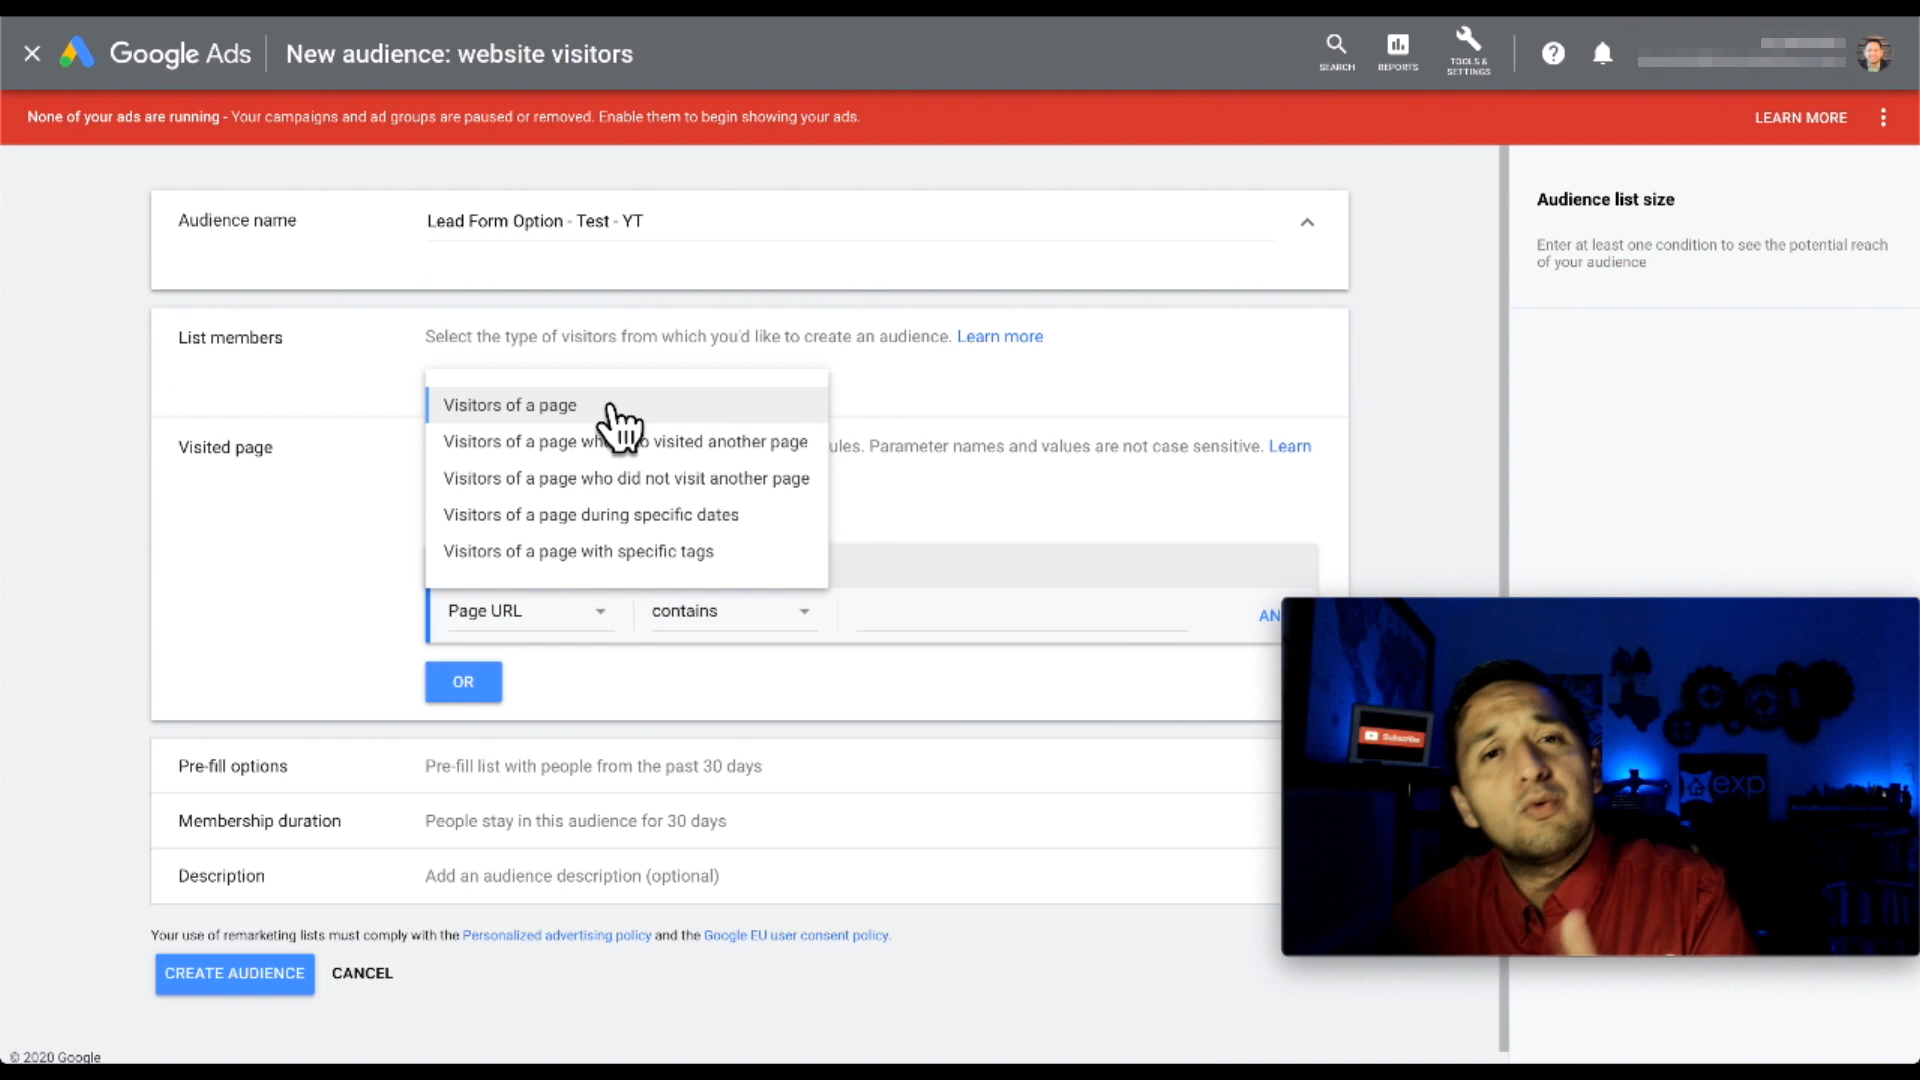 Google Ads
New audience: website visitors
SEARCH
REPORTS
TOOLS &
SETTINGS
None of your ads are running - Your campaigns and ad groups are paused or removed. Enable them to begin showing your ads.
LEARN MORE
Audience name
Lead Form Option - Test - YT
Audience list size
Enter at least one condition to see the potential reach
of your audience
List members
Select the type of visitors from which you'd like to create an audience. Learn more
Visitors of a page
Visitors of a page who visited another page
Visited page
ules. Parameter names and values are not case sensitive. Learn
Visitors of a page who did not visit another page
Visitors of a page during specific dates
Visitors of a page with specific tags
Page URL
contains
AN
OR
Subscribe
exp
Pre-fill options
Pre-fill list with people from the past 30 days
Membership duration
People stay in this audience for 30 days
Description
Add an audience description (optional)
Your use of remarketing lists must comply with the Personalized advertising policy and the Google EU user consent policy.
CREATE AUDIENCE
CANCEL
© 2020 Google